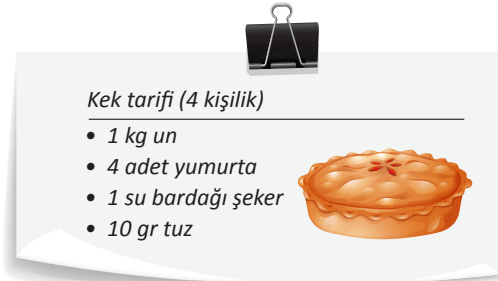 Kek tarifi (4 kişilik)
• 1 kg un
• 4 adet yumurta
• 1 su bardağı şeker
• 10 gr tuz